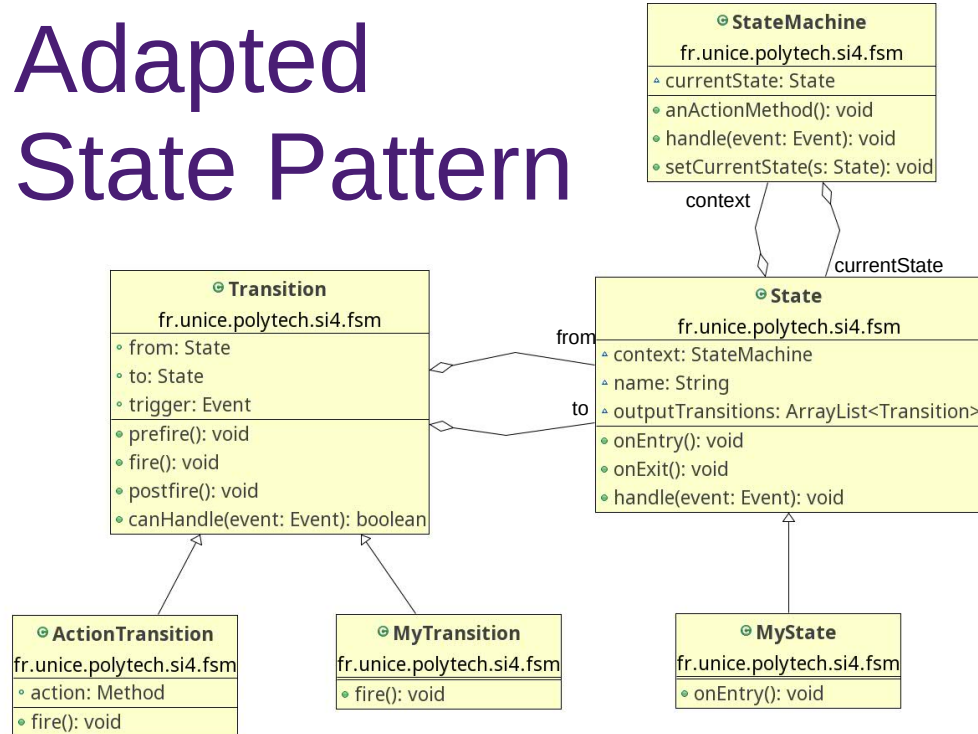 Adapted
State Pattern
StateMachine
fr.unice.polytech.si4.fsm
currentState: State
anActionMethod(): void
handle(event: Event): void
setCurrentState(s: State): void
context
currentState
Transition
fr.unice.polytech.si4.fsm
from: State
to: State
trigger: Event
prefire(): void
fire(): void
postfire(): void
canHandle(event: Event): boolean
from
to
State
fr.unice.polytech.si4.fsm
context: StateMachine
name: String
outputTransitions: ArrayList<Transition>
onEntry(): void
onExit(): void
handle(event: Event): void
ActionTransition
fr.unice.polytech.si4.fsm
action: Method
fire(): void
MyTransition
fr.unice.polytech.si4.fsm
fire(): void
MyState
fr.unice.polytech.si4.fsm
onEntry(): void